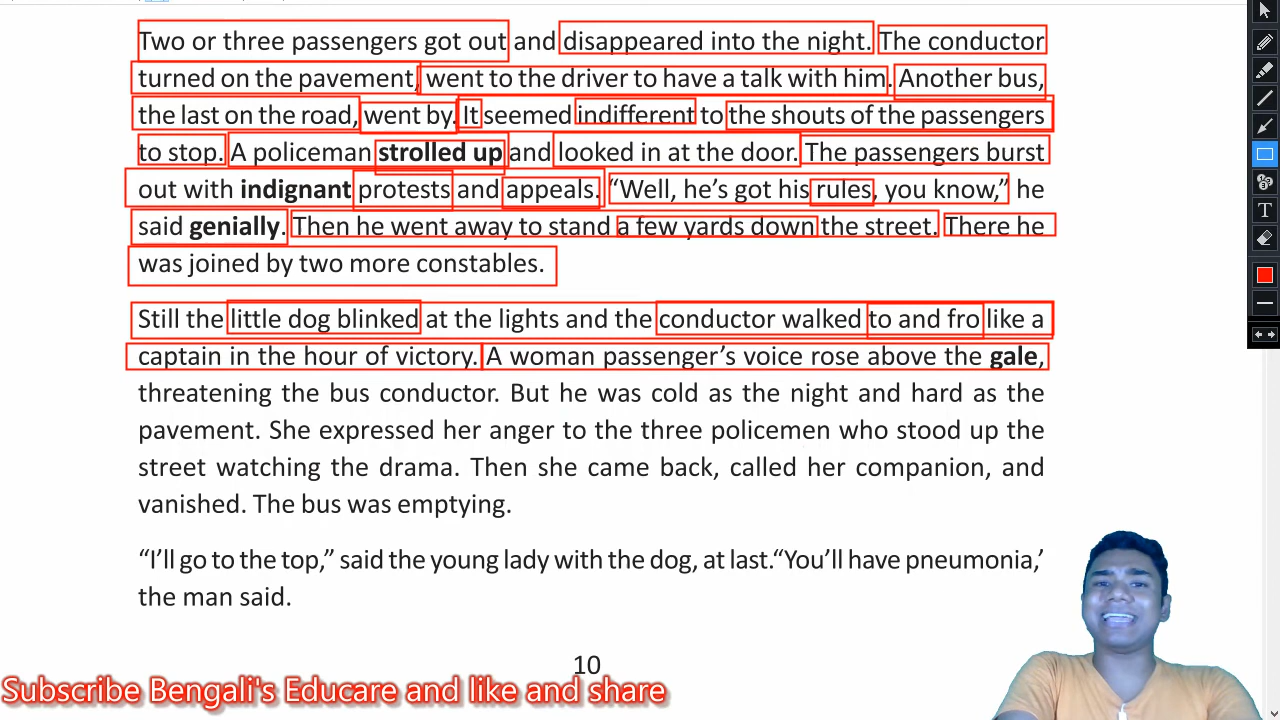 Two or three passengers got out and disappeared into the night. The conductor
turned on the pavement, went to the driver to have a talk with him. Another bus,
the last on the road, went by. It seemed indifferent to the shouts of the passengers
to stop. A policeman strolled up and looked in at the door. The passengers burst
out with indignant protests and appeals. “Well, he’s got his rules, you know,” he
said genially. Then he went away to stand a few yards down the street. There he
was joined by two more constables.
Still the little dog blinked at the lights and the conductor walked to and fro like a
captain in the hour of victory. A woman passenger’s voice rose above the gale,
threatening the bus conductor. But he was cold as the night and hard as the
pavement. She expressed her anger to the three policemen who stood up the
street watching the drama. Then she came back, called her companion, and
vanished. The bus was emptying.
“I’ll go to the top,” said the young lady with the dog, at last.“You’ll have pneumonia,’
the man said.
10
Subscribe Bengali's Educare and like and share
T